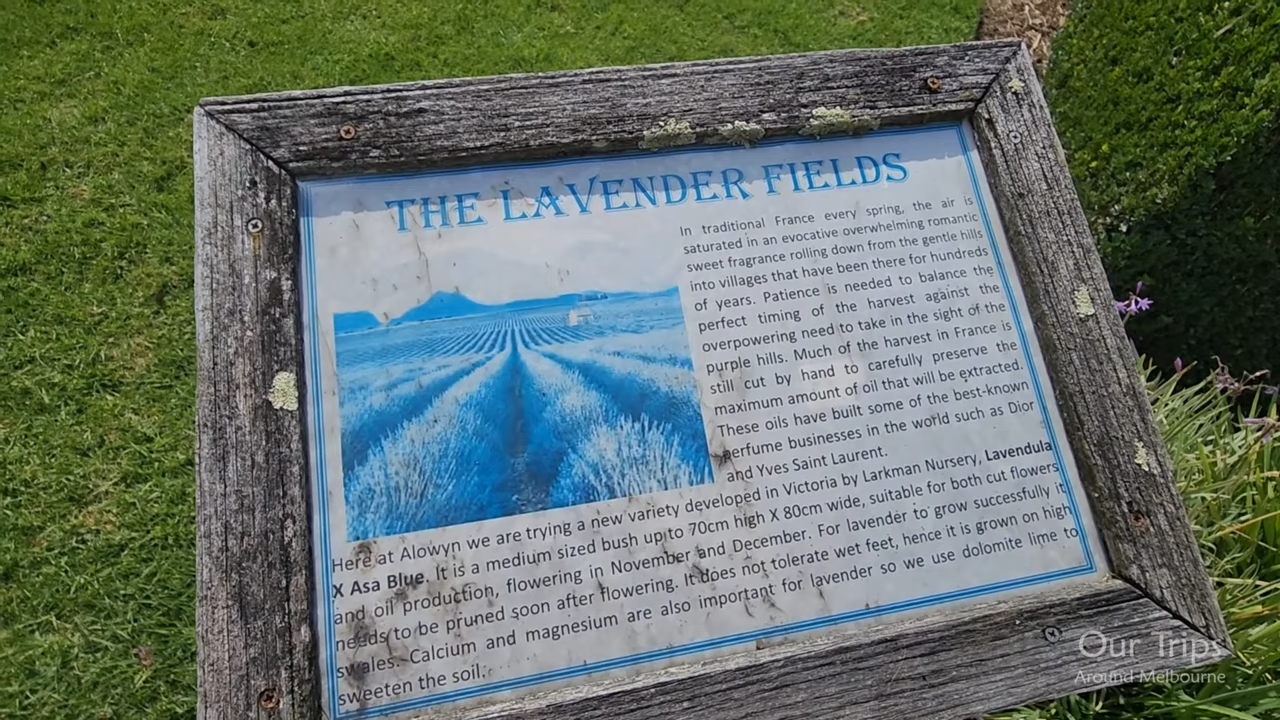 THE LAVENDER FIELDS
In traditional France every spring, the air is
saturated in an evocative overwhelming romantic
sweet fragrance rolling down from the gentle hills
into villages that have been there for hundreds
of years. Patience is needed to balance the
perfect timing of the harvest against the
overpowering need to take in the sight of the
purple hills. Much of the harvest in France is
still cut by hand to carefully preserve the
maximum amount of oil that will be extracted.
These oils have built some of the best-known
perfume businesses in the world such as Dior
and Yves Saint Laurent.
Here at Alowyn we are trying a new variety developed in Victoria by Larkman Nursery, Lavendula
X Asa Blue. It is a medium sized bush up to 70cm high X 80cm wide, suitable for both cut flowers
and oil production, flowering in November and December. For lavender to grow successfully it
needs to be pruned soon after flowering. It does not tolerate wet feet, hence it is grown on high
swales. Calcium and magnesium are also important for lavender so we use dolomite lime to
sweeten the soil.
Our Trips
Around Melbourne